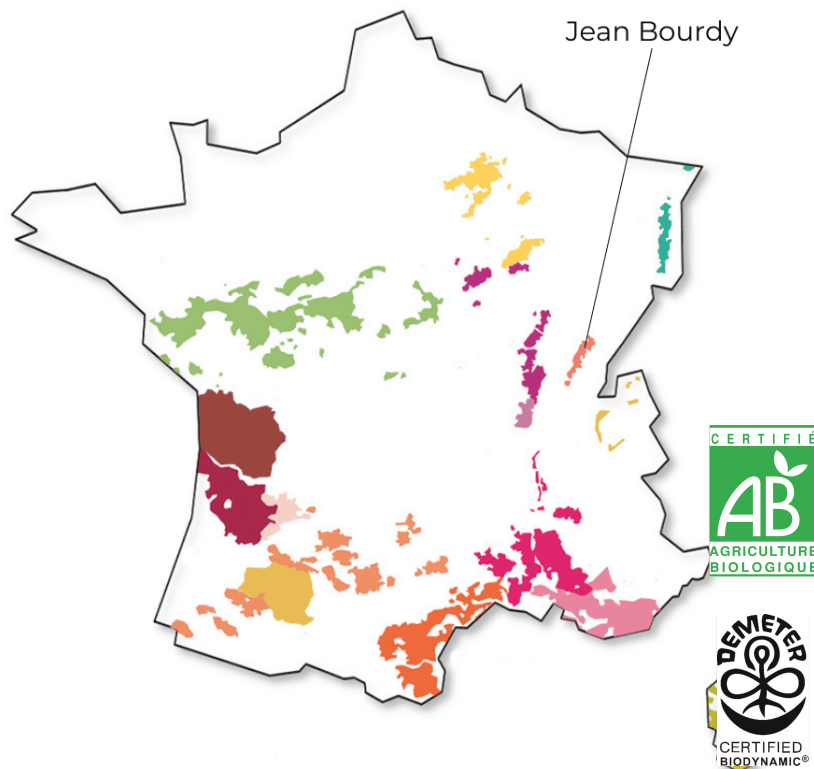 Jean Bourdy
CERTIFIÉ
AB
AGRICULTURE
BIOLOGIQUE
DEMETER
CERTIFIED
BIODYNAMIC®